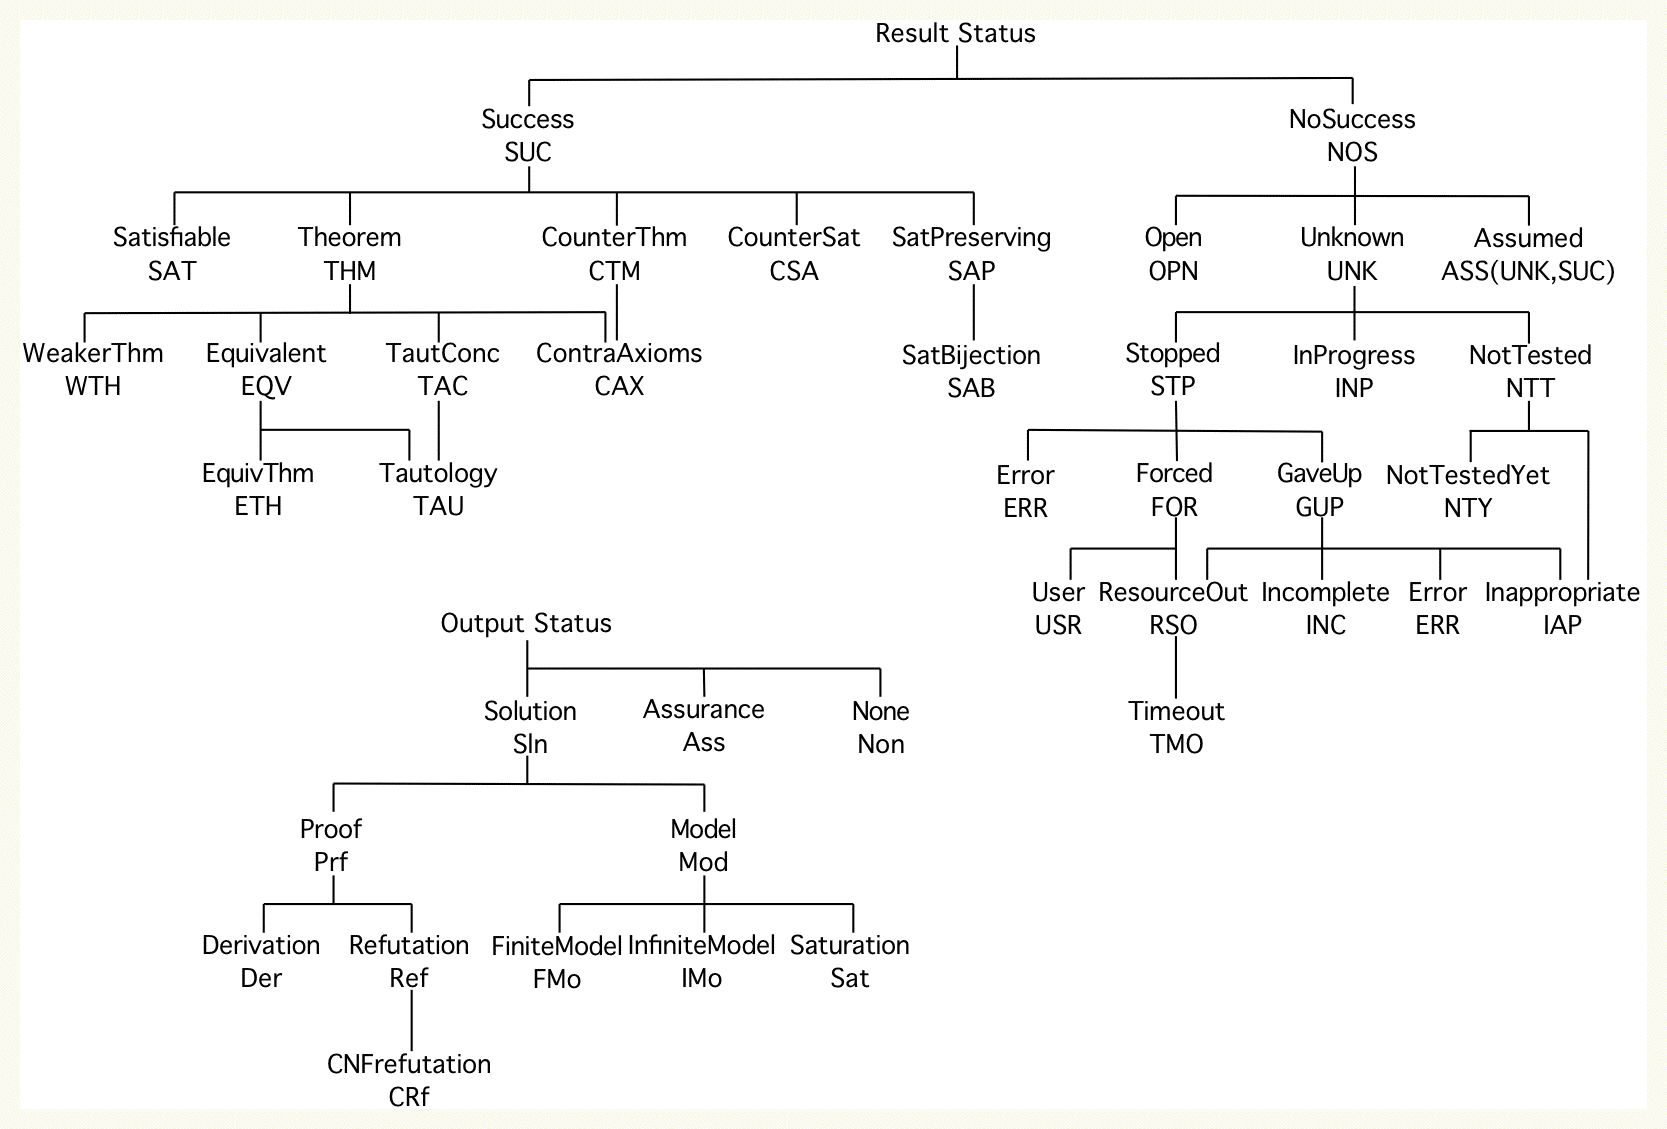 Result Status
Success NoSuccess
SUC NOS
Satisfiable Theorem CounterThm CounterSat SatPreserving Open Unknown Assumed
SAT THM CTM CSA SAP OPN UNK ASS(UNK,SUC)
WeakerThm Equivalent TautConc ContraAxioms SatBijection Stopped InProgress NotTested
WTH EQV TAC CAX SAB STP INP NTT
EquivThm Tautology Error Forced GaveUp NotTestedYet
ETH TAU ERR FOR GUP NTY
User ResourceOut Incomplete Error Inappropriate
USR RSO INC ERR IAP
Timeout
TMO
Output Status
Solution Assurance None
Sln Ass Non
Proof Model
Prf Mod
Derivation Refutation FiniteModel InfiniteModel Saturation
Der Ref FMo IMo Sat
CNFrefutation
CRf